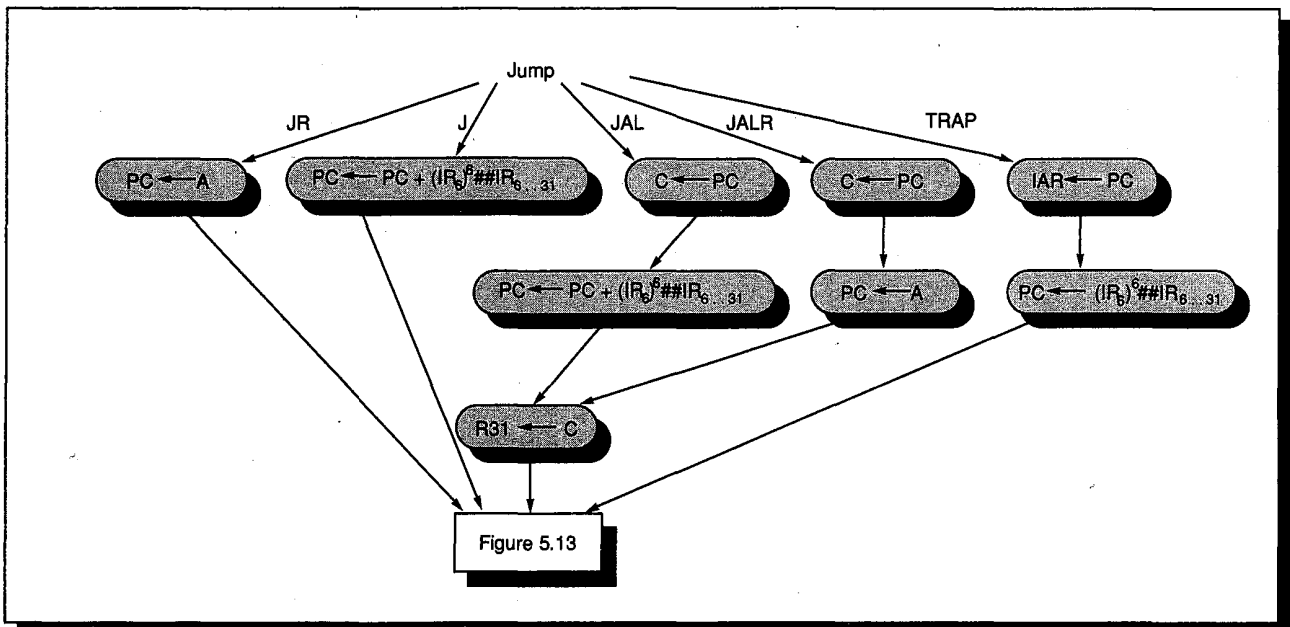 Jump
JR
J
JAL
JALR
TRAP
PC ← A
PC ← PC + (IR₆)⁶##IR₆...₃₁
C ← PC
C ← PC
IAR ← PC
PC ← PC + (IR₆)⁶##IR₆...₃₁
PC ← A
PC ← (IR₆)⁶##IR₆...₃₁
R31 ← C
Figure 5.13